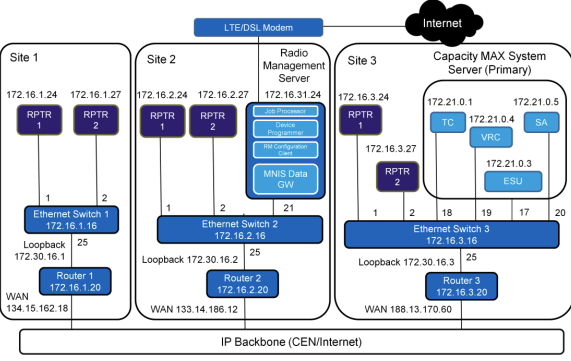 LTE/DSL Modem
Internet
Site 1
172.16.1.24
172.16.1.27
RPTR
1
RPTR
2
1
2
Ethernet Switch 1
172.16.1.16
Loopback
172.30.16.1
25
Router 1
172.16.1.20
WAN
134.15.162.18
Site 2
Radio
Management
Server
172.16.2.24
172.16.2.27
172.16.31.24
RPTR
1
RPTR
2
Job Processor
Device
Programmer
RM Configuration
Client
MNIS Data
GW
1
2
21
Ethernet Switch 2
172.16.2.16
25
Loopback 172.30.16.2
Router 2
172.16.2.20
WAN 133.14.186.12
Site 3
Capacity MAX System
Server (Primary)
172.16.3.24
RPTR
1
172.16.3.27
RPTR
2
172.21.0.1
TC
172.21.0.4
VRC
172.21.0.5
SA
172.21.0.3
ESU
1
2
18
19
17
20
Ethernet Switch 3
172.16.3.16
25
Loopback 172.30.16.3
Router 3
172.16.3.20
WAN 188.13.170.60
IP Backbone (CEN/Internet)